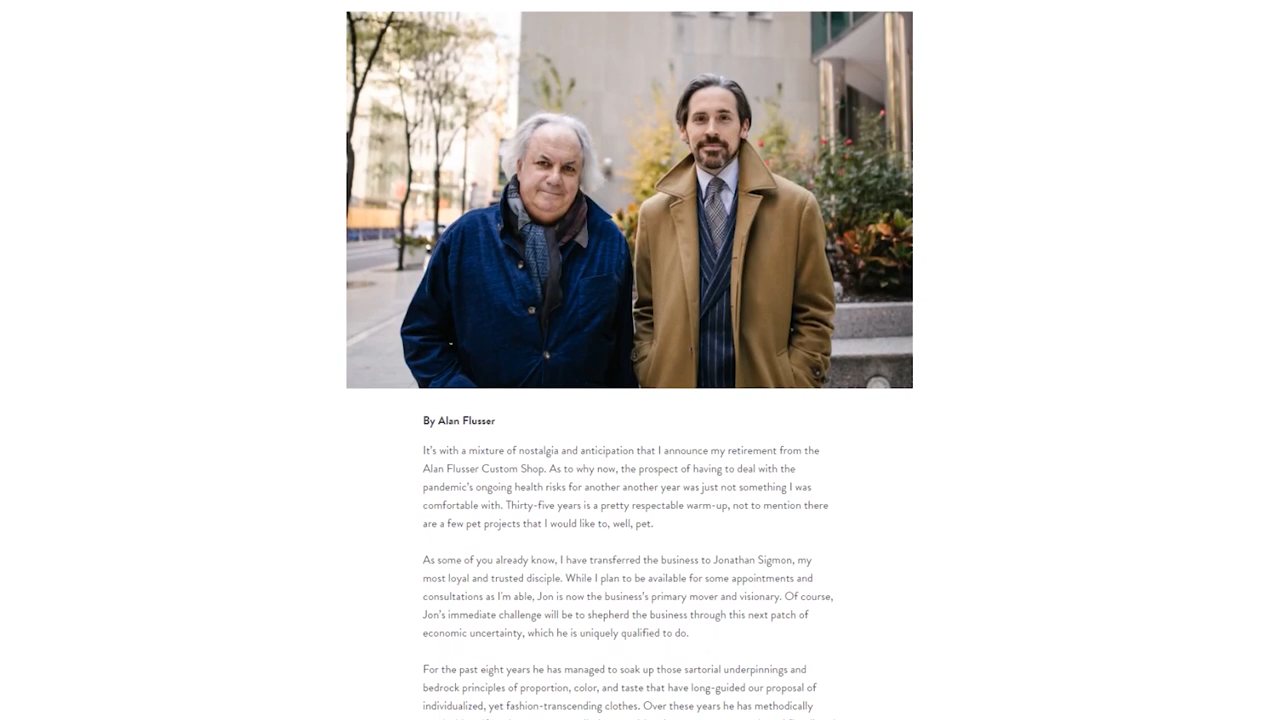 By Alan Flusser
It's with a mixture of nostalgia and anticipation that I announce my retirement from the
Alan Flusser Custom Shop. As to why now, the prospect of having to deal with the
pandemic's ongoing health risks for another another year was just not something I was
comfortable with. Thirty-five years is a pretty respectable warm-up, not to mention there
are a few pet projects that I would like to, well, pet.
As some of you already know, I have transferred the business to Jonathan Sigmon, my
most loyal and trusted disciple. While I plan to be available for some appointments and
consultations as I'm able, Jon is now the business's primary mover and visionary. Of course,
Jon's immediate challenge will be to shepherd the business through this next patch of
economic uncertainty, which he is uniquely qualified to do.
For the past eight years he has managed to soak up those sartorial underpinnings and
bedrock principles of proportion, color, and taste that have long-guided our proposal of
individualized, yet fashion-transcending clothes. Over these years he has methodically